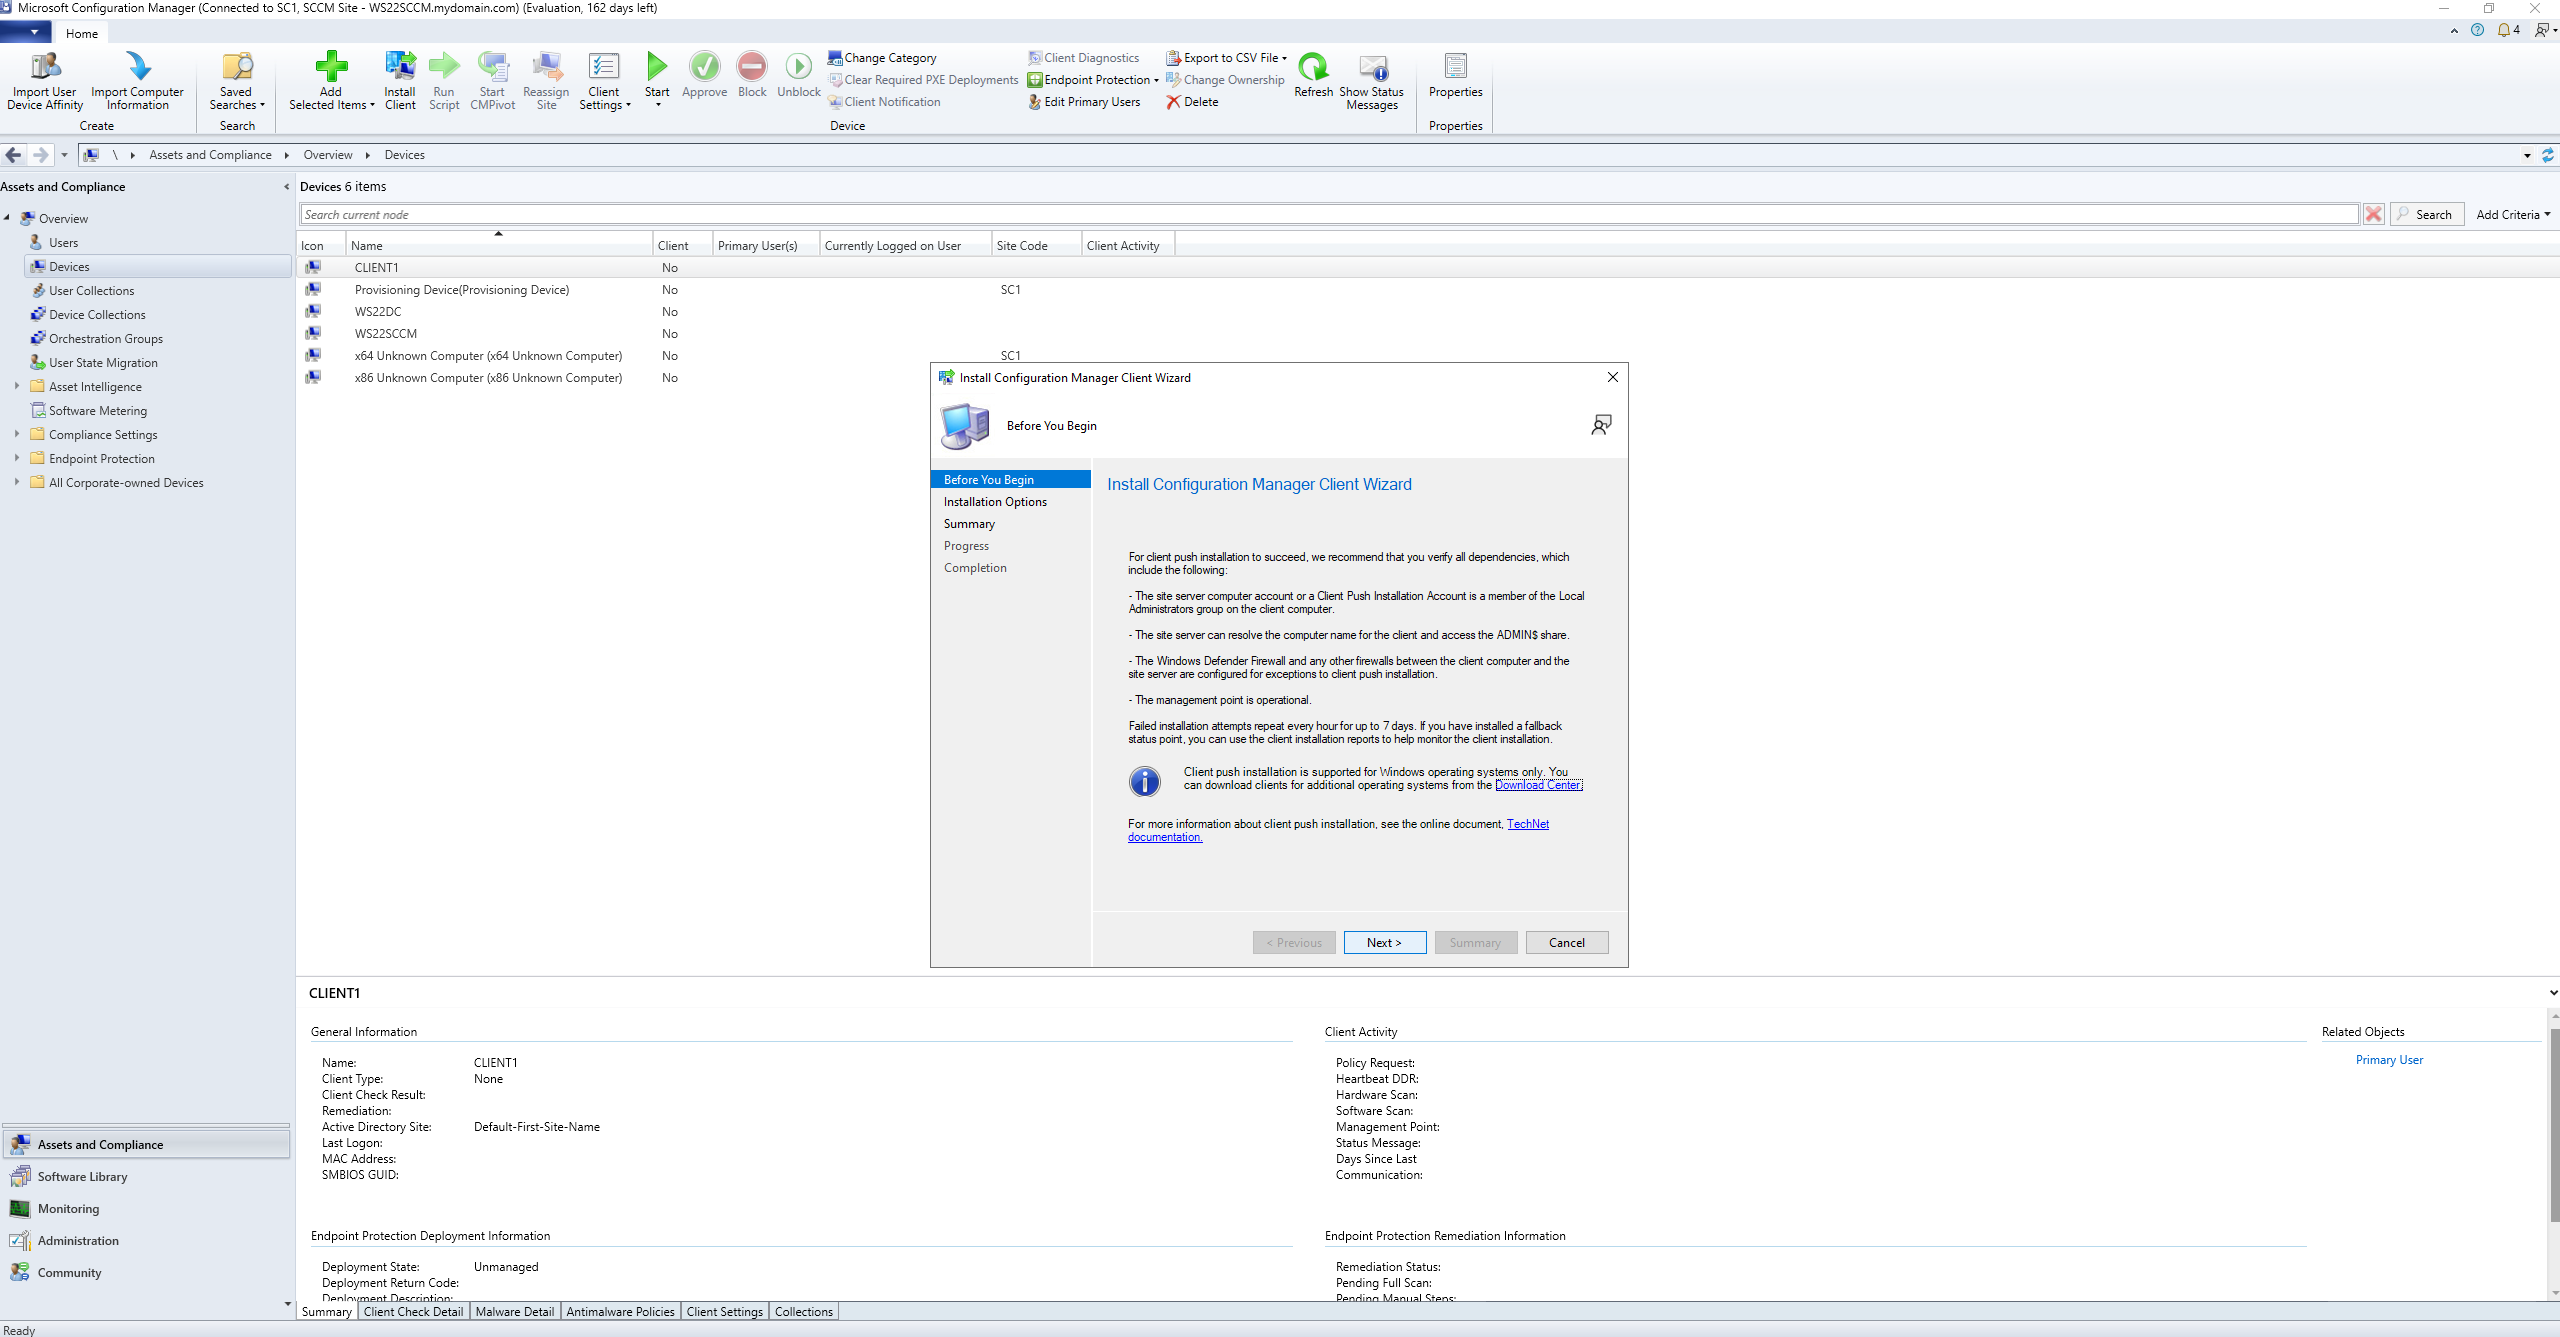 Microsoft Configuration Manager (Connected to SC1, SCCM Site - WS22SCCM.mydomain.com) (Evaluation, 162 days left)
Home
4
Import User
Device Affinity
Import Computer
Information
Create
Saved
Searches
Search
Add
Selected Items
Install
Client
Run
Script
Start
CMPivot
Reassign
Site
Client
Settings
Start
Approve
Block
Unblock
Change Category
Clear Required PXE Deployments
Client Notification
Client Diagnostics
Endpoint Protection
Edit Primary Users
Export to CSV File
Change Ownership
Delete
Refresh
Show Status
Messages
Device
Properties
Properties
\ Assets and Compliance Overview Devices
Assets and Compliance
Overview
Users
Devices
User Collections
Device Collections
Orchestration Groups
User State Migration
Asset Intelligence
Software Metering
Compliance Settings
Endpoint Protection
All Corporate-owned Devices
Assets and Compliance
Software Library
Monitoring
Administration
Community
Devices 6 items
Search current node
Search
Add Criteria
Icon Name Client Primary User(s) Currently Logged on User Site Code Client Activity
CLIENT1 No
Provisioning Device(Provisioning Device) No SC1
WS22DC No
WS22SCCM No
x64 Unknown Computer (x64 Unknown Computer) No SC1
x86 Unknown Computer (x86 Unknown Computer) No
Install Configuration Manager Client Wizard
Before You Begin
Before You Begin
Installation Options
Summary
Progress
Completion
Install Configuration Manager Client Wizard
For client push installation to succeed, we recommend that you verify all dependencies, which
include the following:
- The site server computer account or a Client Push Installation Account is a member of the Local
Administrators group on the client computer.
- The site server can resolve the computer name for the client and access the ADMIN$ share.
- The Windows Defender Firewall and any other firewalls between the client computer and the
site server are configured for exceptions to client push installation.
- The management point is operational.
Failed installation attempts repeat every hour for up to 7 days. If you have installed a fallback
status point, you can use the client installation reports to help monitor the client installation.
Client push installation is supported for Windows operating systems only. You
can download clients for additional operating systems from the Download Center.
For more information about client push installation, see the online document, TechNet
documentation.
< Previous
Next >
Summary
Cancel
CLIENT1
General Information
Name: CLIENT1
Client Type: None
Client Check Result:
Remediation:
Active Directory Site: Default-First-Site-Name
Last Logon:
MAC Address:
SMBIOS GUID:
Client Activity
Policy Request:
Heartbeat DDR:
Hardware Scan:
Software Scan:
Management Point:
Status Message:
Days Since Last
Communication:
Related Objects
Primary User
Endpoint Protection Deployment Information
Deployment State: Unmanaged
Deployment Return Code:
Deployment Description:
Endpoint Protection Remediation Information
Remediation Status:
Pending Full Scan:
Pending Manual Steps:
Summary
Client Check Detail
Malware Detail
Antimalware Policies
Client Settings
Collections
Ready